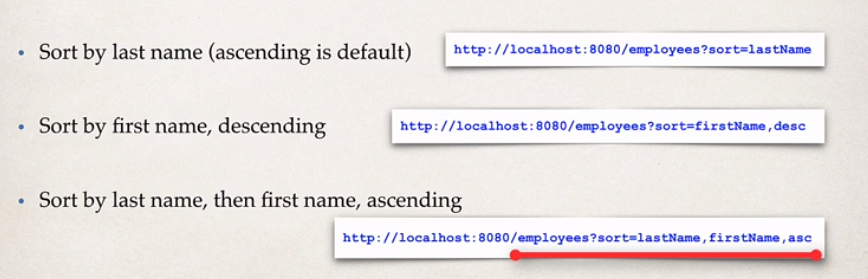 • Sort by last name (ascending is default)
http://localhost:8080/employees?sort=lastName
• Sort by first name, descending
http://localhost:8080/employees?sort=firstName,desc
• Sort by last name, then first name, ascending
http://localhost:8080/employees?sort=lastName,firstName,asc